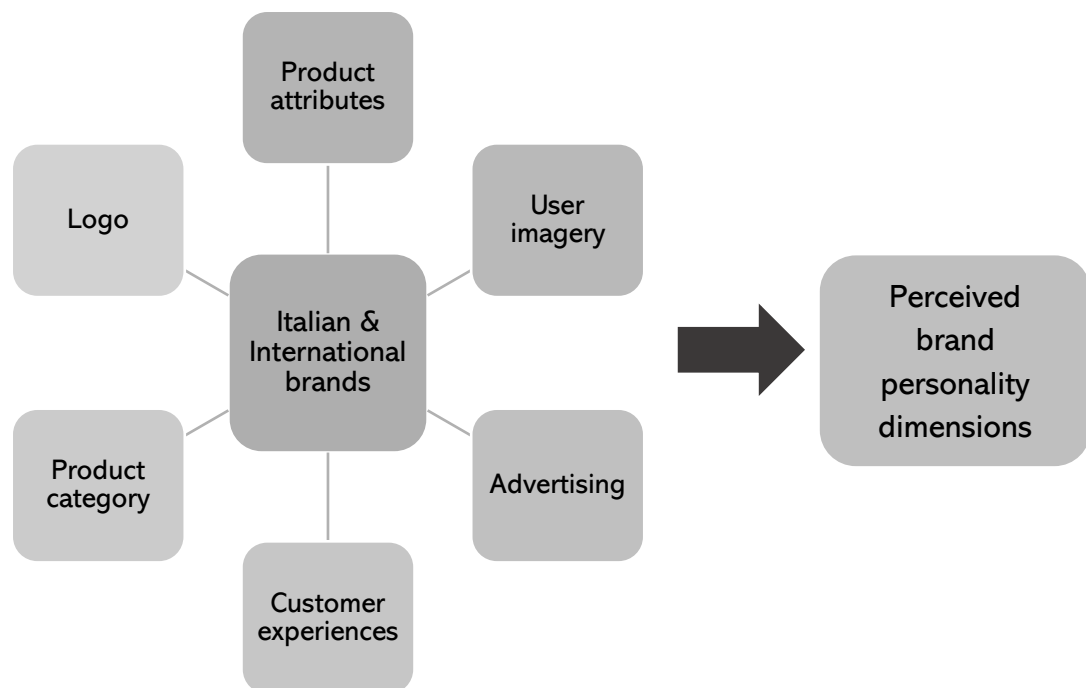 Product
attributes
Logo
User
imagery
Italian &
International
brands
Perceived
brand
personality
dimensions
Product
category
Advertising
Customer
experiences